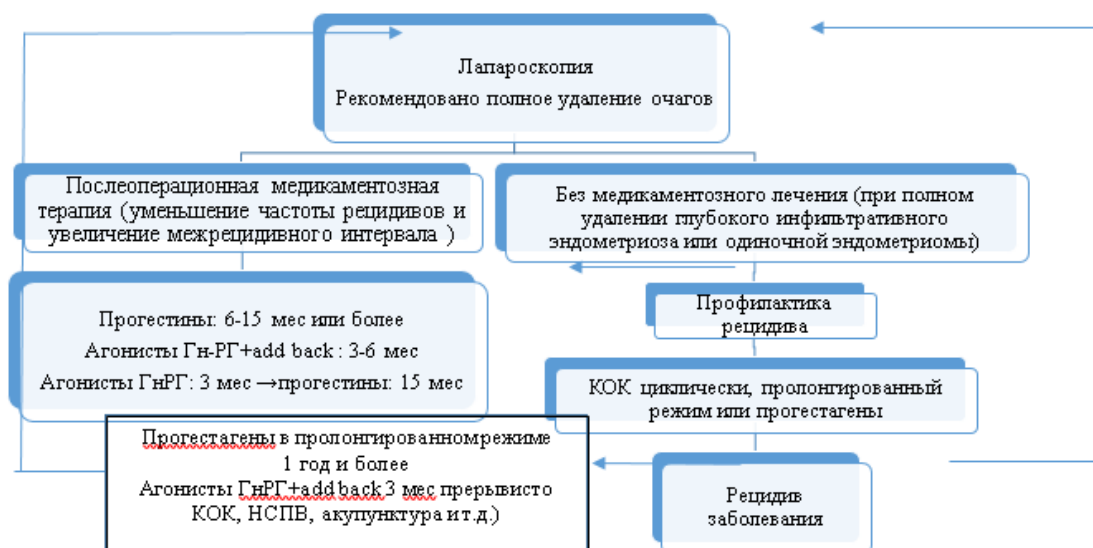 Лапароскопия
Рекомендовано полное удаление очагов
Послеоперационная медикаментозная
терапия (уменьшение частоты рецидивов и
увеличение межрецидивного интервала )
Без медикаментозного лечения (при полном
удалении глубокого инфильтративного
эндометриоза или одиночной эндометриомы)
Прогестины: 6-15 мес или более
Агонисты Гн-РГ+add back : 3-6 мес
Агонисты ГнРГ: 3 мес →прогестины: 15 мес
Профилактика
рецидива
КОК циклически, пролонгированный
режим или прогестагены
Прогестагены в пролонгированномрежиме
1 год и более
Агонисты ГнРГ+add back 3 мес прерывисто
КОК, НСПВ, акупунктура и т.д.)
Рецидив
заболевания